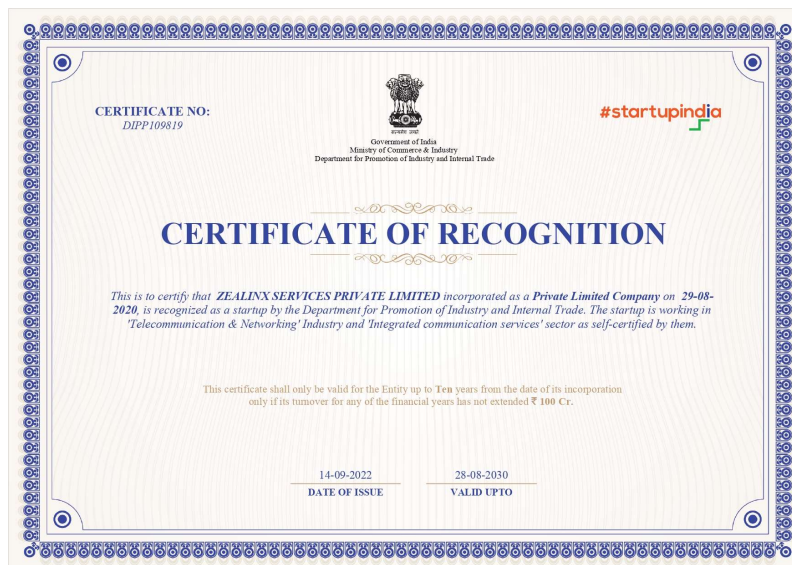 CERTIFICATE NO:
DIPP109819
#startupindia
सत्यमेव जयते
Government of India
Ministry of Commerce & Industry
Department for Promotion of Industry and Internal Trade
CERTIFICATE OF RECOGNITION
This is to certify that ZEALINX SERVICES PRIVATE LIMITED incorporated as a Private Limited Company on 29-08-
2020, is recognized as a startup by the Department for Promotion of Industry and Internal Trade. The startup is working in
'Telecommunication & Networking' Industry and 'Integrated communication services' sector as self-certified by them.
This certificate shall only be valid for the Entity up to Ten years from the date of its incorporation
only if its turnover for any of the financial years has not extended ₹ 100 Cr.
14-09-2022
DATE OF ISSUE
28-08-2030
VALID UPTO